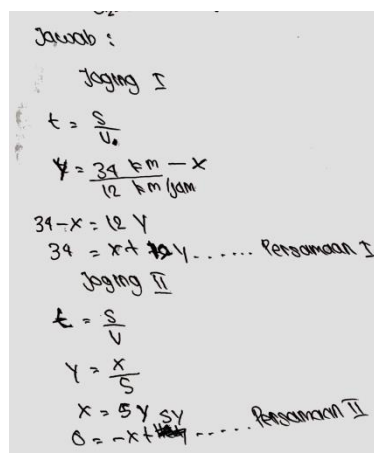 Jawab :
Joging I
t = S/V.
y = 34 km - x / 12 km/jam
34-x = 12 y
34 = x + 12y ...... Persamaan I
Joging II
t = S/V
y = x/5
x = 5y
0 = -x + 5y ..... Persamaan II